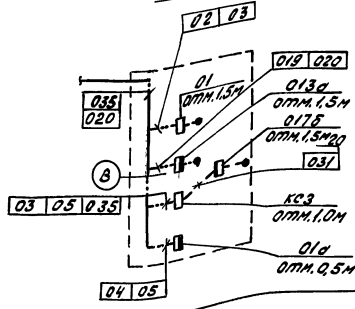 02 03
019 020
01
отм. 1,5м
013а
отм. 1,5м
035
020
017б
отм. 1,5м
20
031
В
03 05 035
кс3
отм. 1,0м
01а
отм. 0,5м
04 05